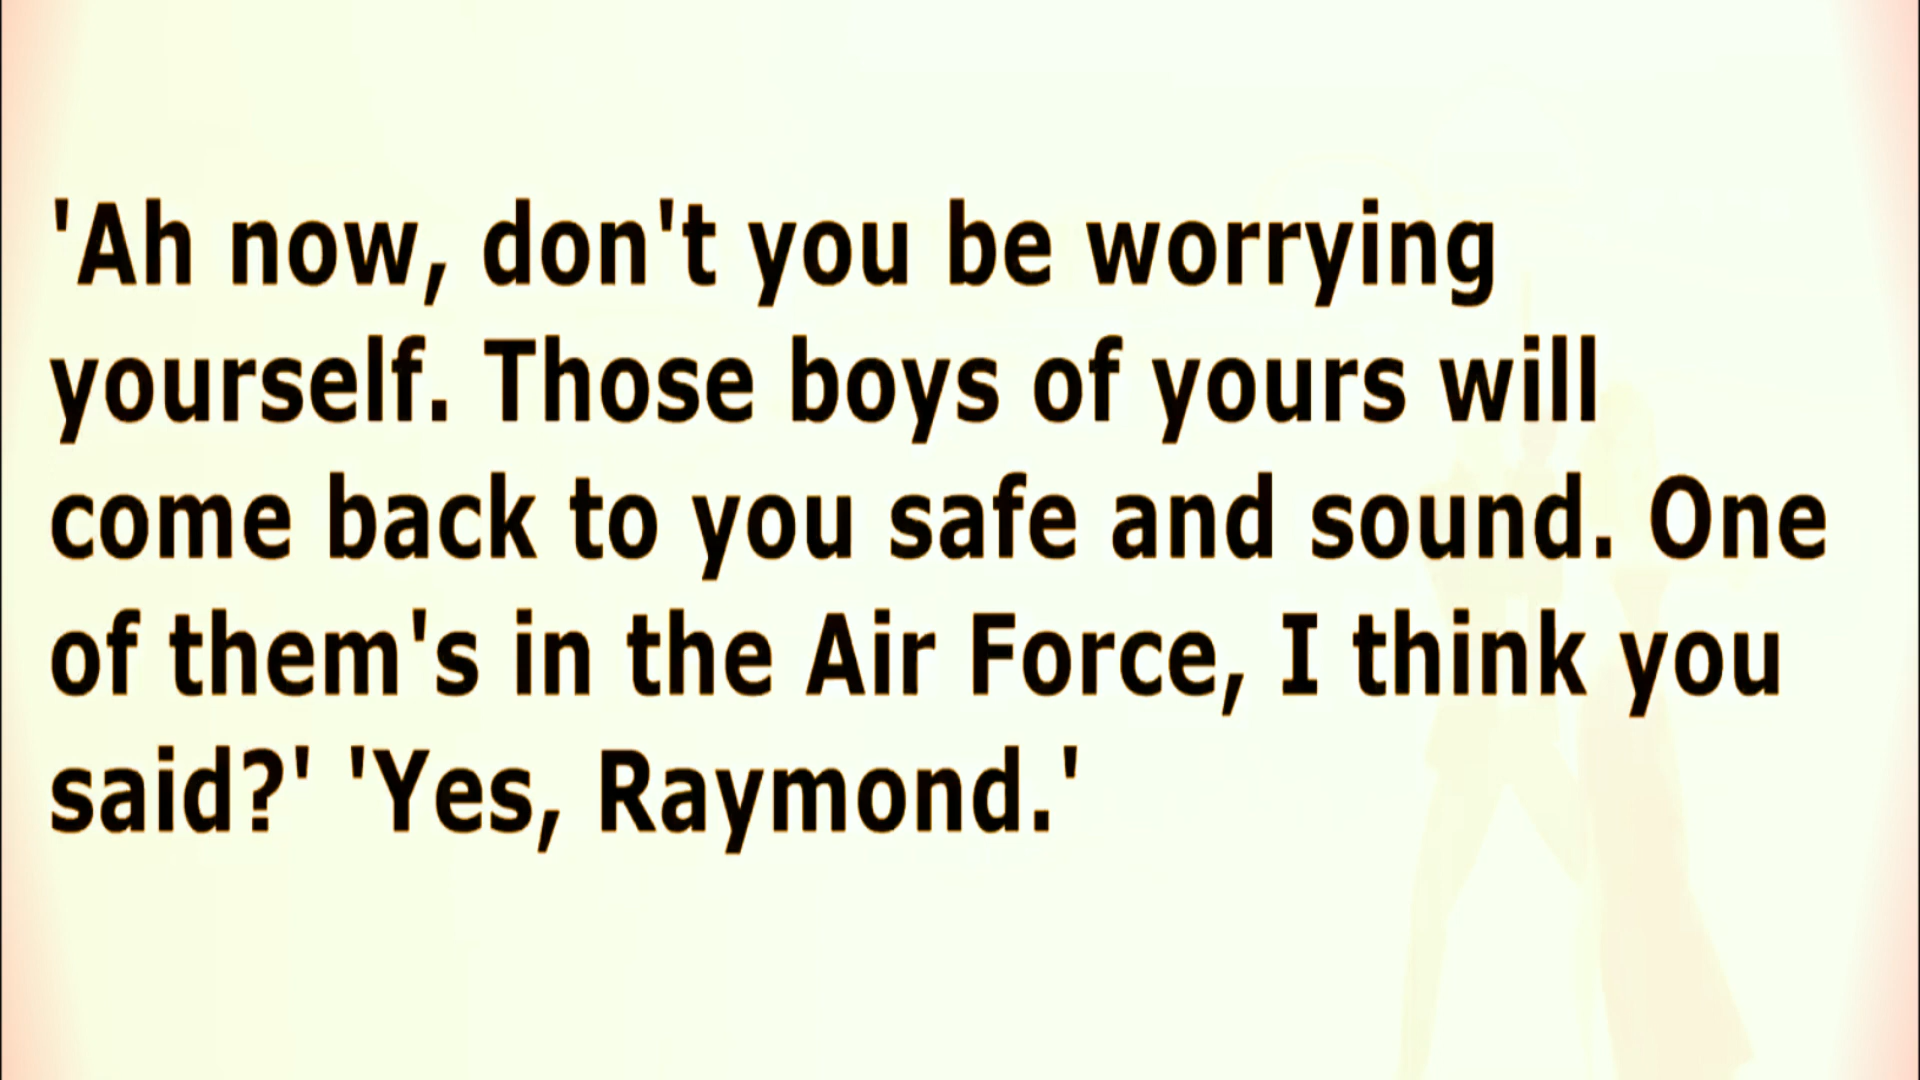 'Ah now, don't you be worrying
yourself. Those boys of yours will
come back to you safe and sound. One
of them's in the Air Force, I think you
said?' 'Yes, Raymond.'